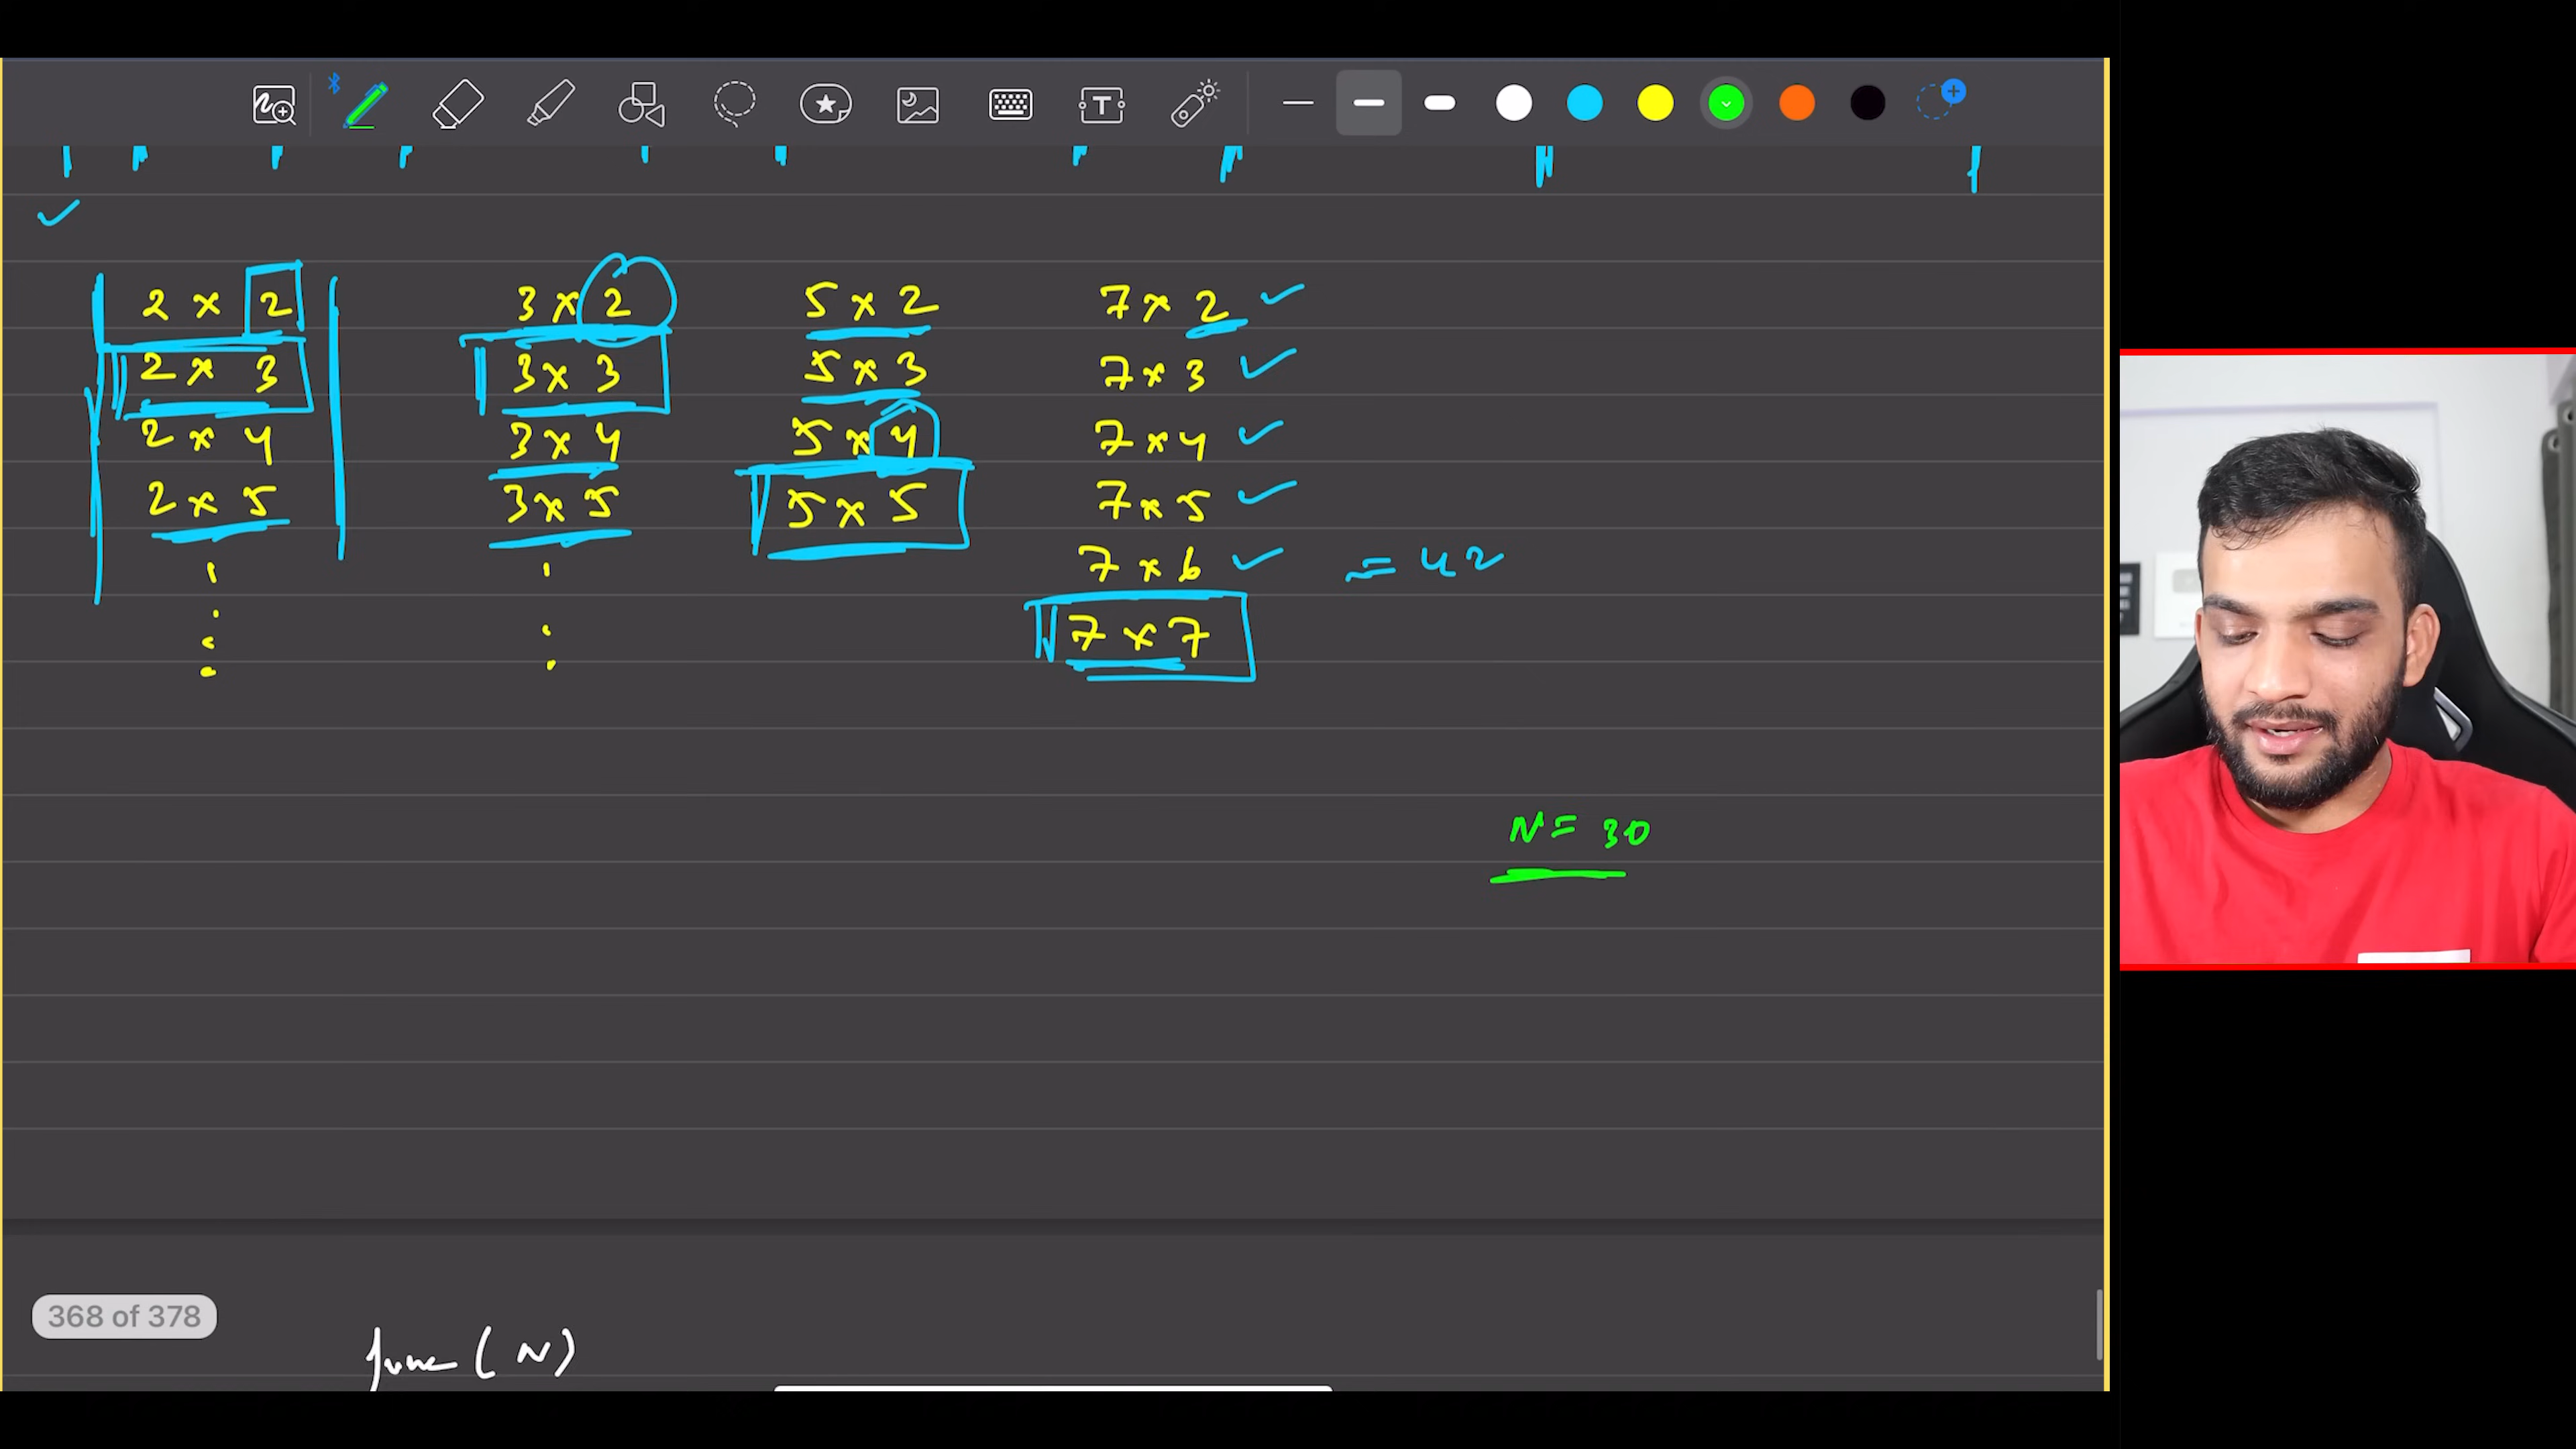 T
2 × 2 3 × 2 5 × 2 7 × 2
2 × 3 3 × 3 5 × 3 7 × 3
2 × 4 3 × 4 5 × 4 7 × 4
2 × 5 3 × 5 5 × 5 7 × 5
7 × 6 = 42
7 × 7
N = 30
368 of 378
func ( N )